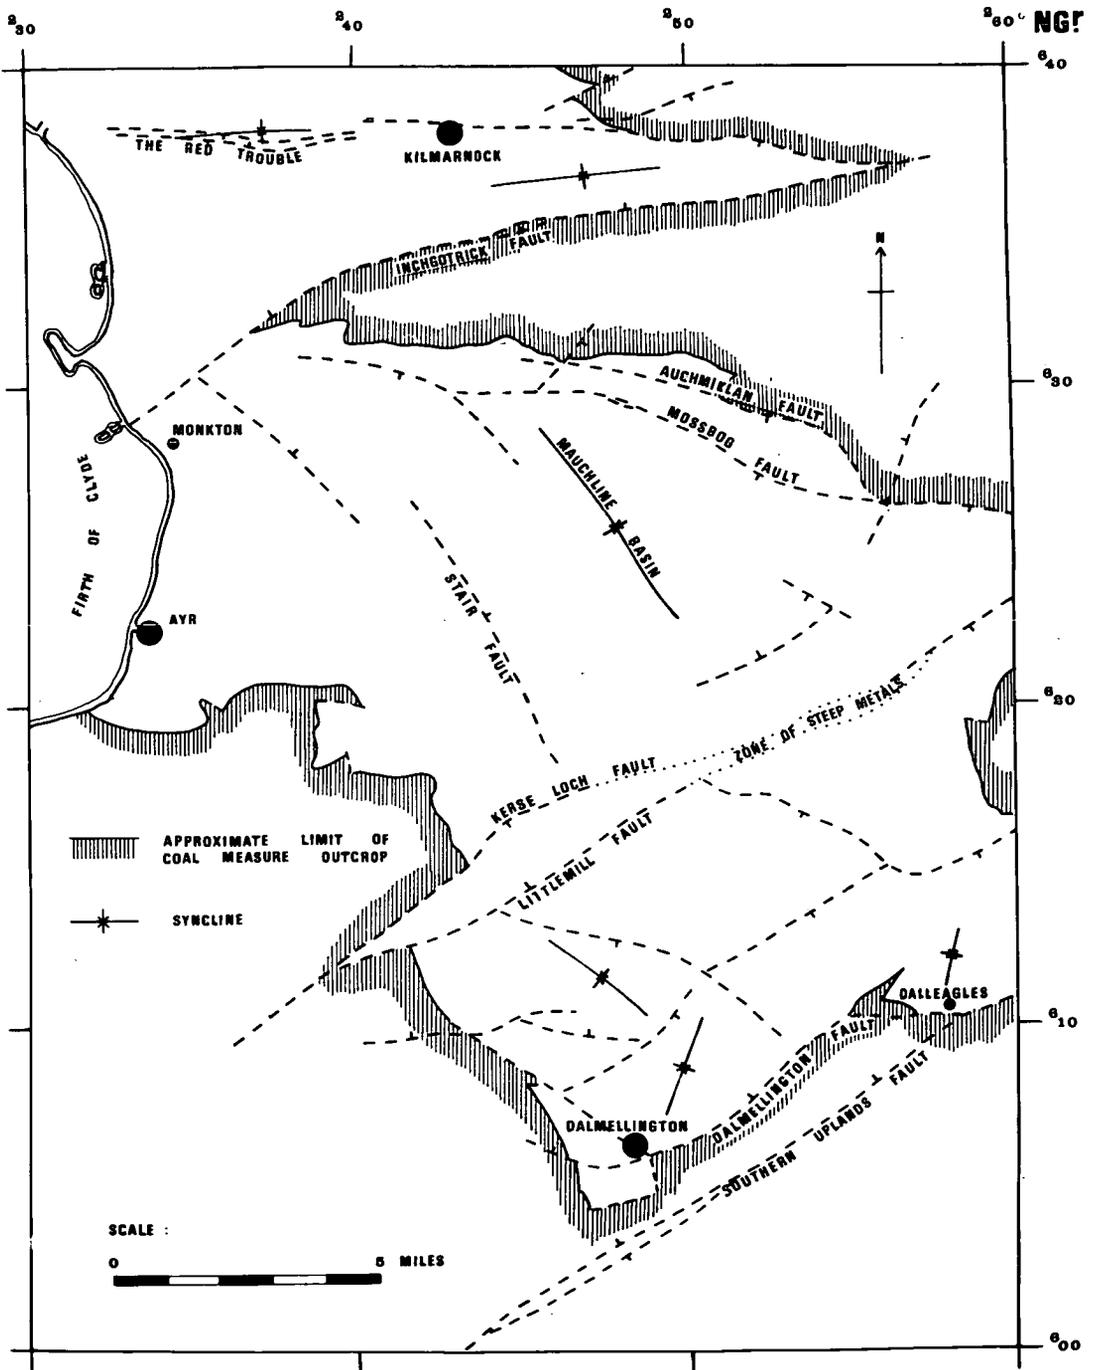 ²30 ²40 ²50 ²60° NGr
⁶40
THE RED TROUBLE
KILMARNOCK
INCHGOTRICK FAULT
N
⁶30
AUCHMIKLAN FAULT
MOSSBOG FAULT
MONKTON
MAUCHLINE BASIN
FIRTH OF CLYDE
STAIR FAULT
AYR
⁶20
ZONE OF STEEP METALS
KERSE LOCH FAULT
LITTLEMILL FAULT
APPROXIMATE LIMIT OF
COAL MEASURE OUTCROP
SYNCLINE
DALLEAGLES
⁶10
DALMELLINGTON FAULT
DALMELLINGTON
SOUTHERN UPLANDS FAULT
SCALE :
0 5 MILES
⁶00